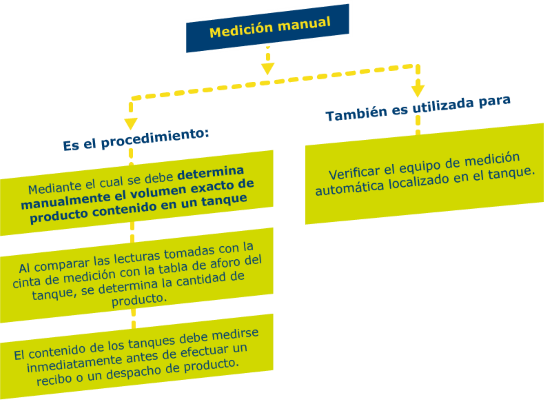 Medición manual
Es el procedimiento:
Mediante el cual se debe determina
manualmente el volumen exacto de
producto contenido en un tanque
Al comparar las lecturas tomadas con la
cinta de medición con la tabla de aforo del
tanque, se determina la cantidad de
producto.
El contenido de los tanques debe medirse
inmediatamente antes de efectuar un
recibo o un despacho de producto.
También es utilizada para
Verificar el equipo de medición
automática localizado en el tanque.